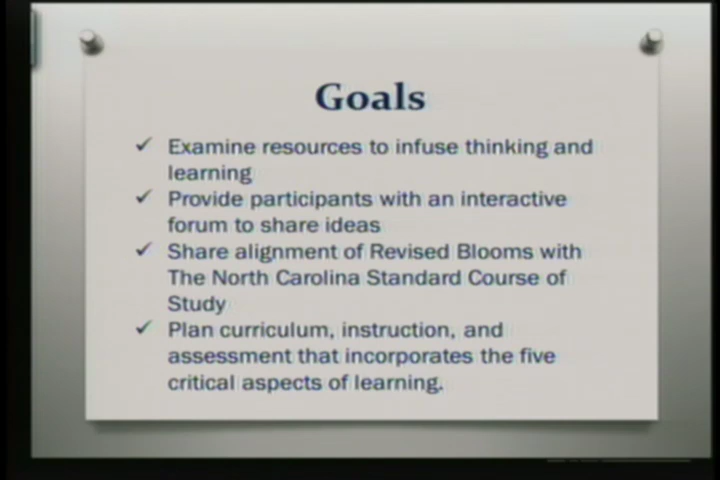 Goals
✓ Examine resources to infuse thinking and
learning
✓ Provide participants with an interactive
forum to share ideas
✓ Share alignment of Revised Blooms with
The North Carolina Standard Course of
Study
✓ Plan curriculum, instruction, and
assessment that incorporates the five
critical aspects of learning.